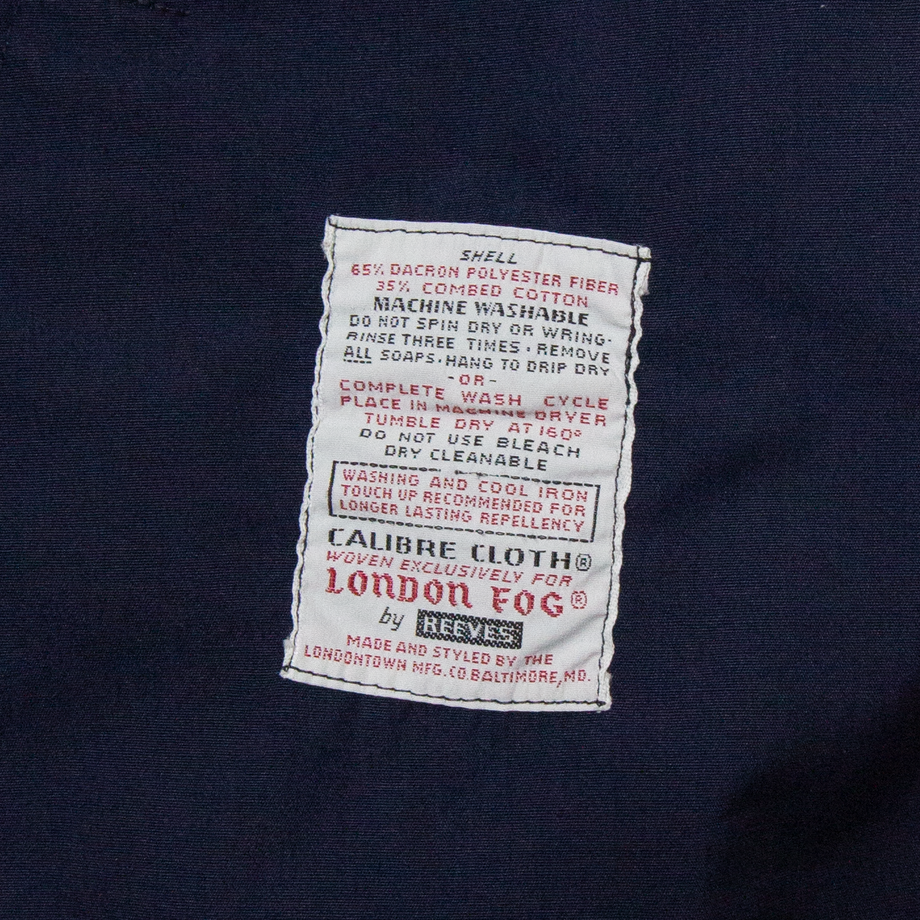 SHELL
65% DACRON POLYESTER FIBER
35% COMBED COTTON
MACHINE WASHABLE
DO NOT SPIN DRY OR WRING·
RINSE THREE TIMES · REMOVE
ALL SOAPS · HANG TO DRIP DRY
-OR-
COMPLETE WASH CYCLE
PLACE IN MACHINE DRYER
TUMBLE DRY AT 160°
DO NOT USE BLEACH
DRY CLEANABLE
WASHING AND COOL IRON
TOUCH UP RECOMMENDED FOR
LONGER LASTING REPELLENCY
CALIBRE CLOTH®
WOVEN EXCLUSIVELY FOR
LONDON FOG®
by REEVES
MADE AND STYLED BY THE
LONDONTOWN MFG.CO.BALTIMORE,MD.